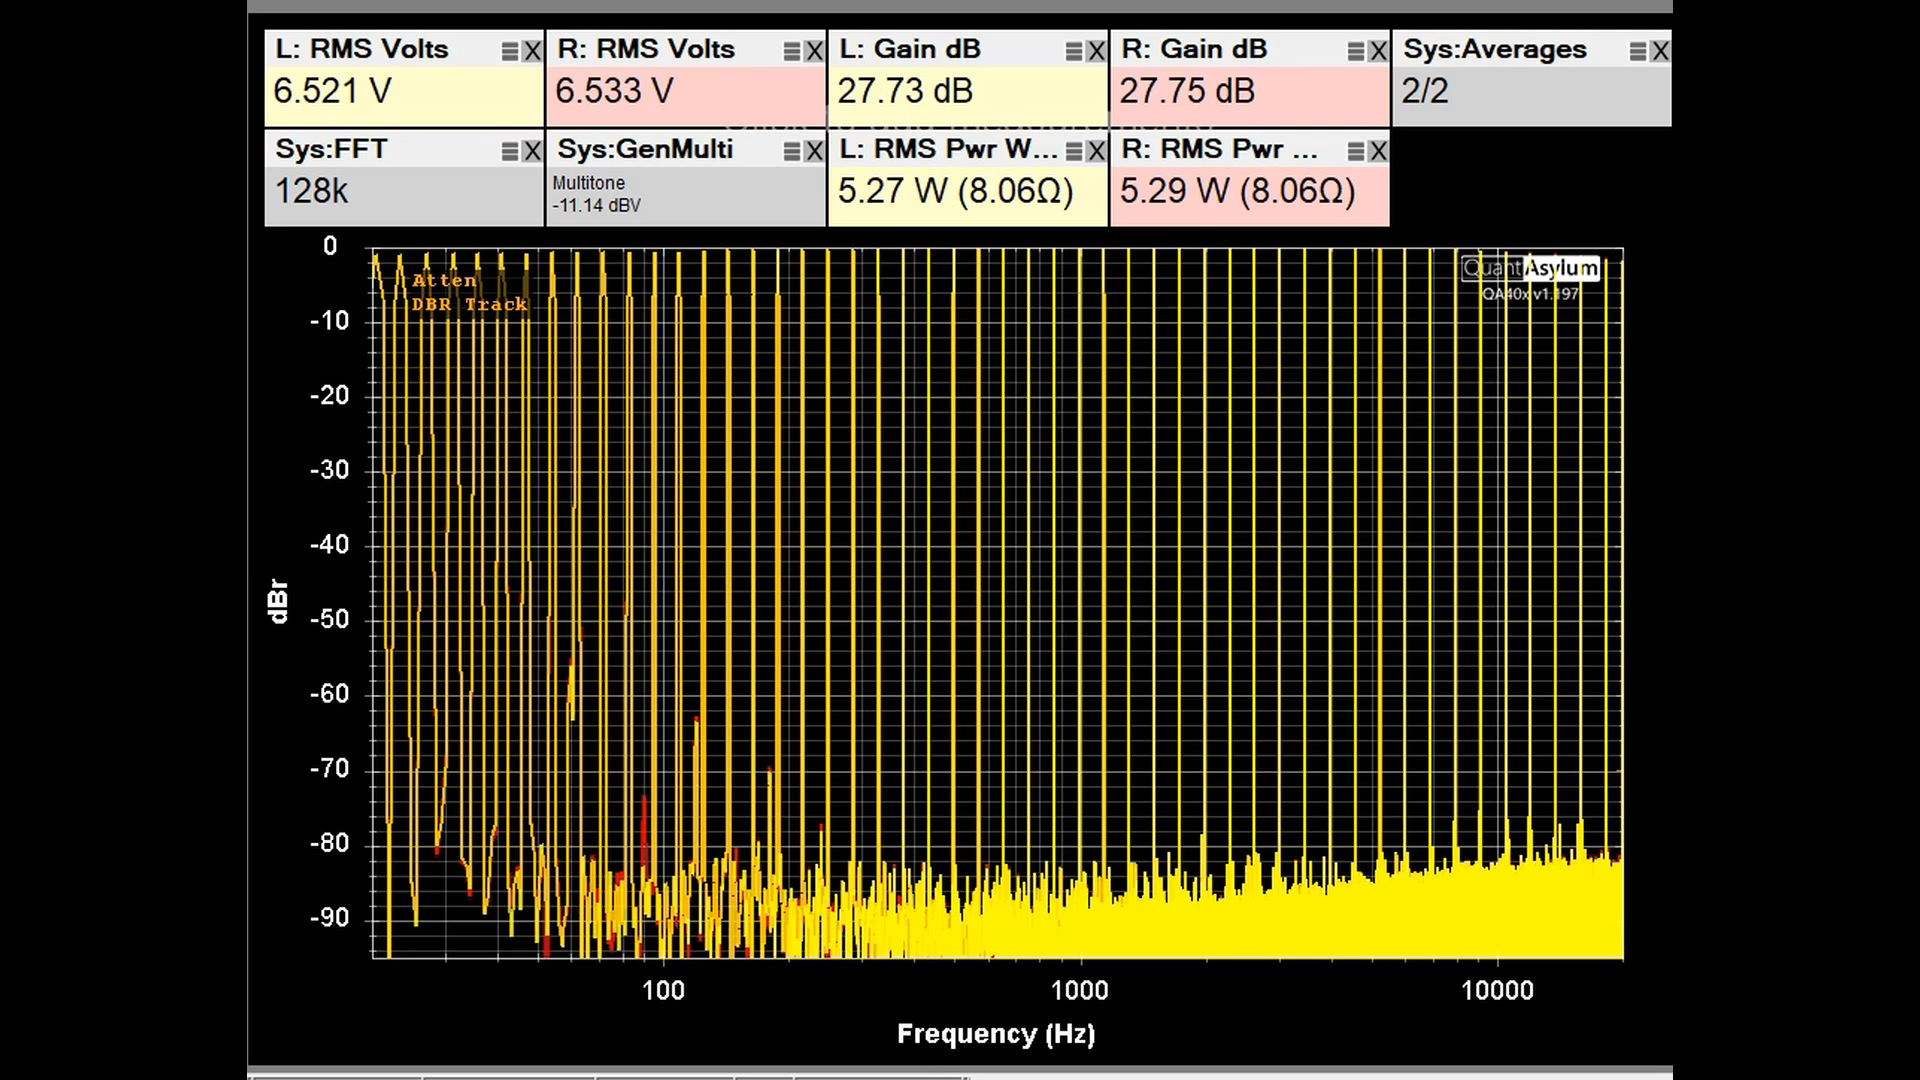 L: RMS Volts X R: RMS Volts X L: Gain dB X R: Gain dB X Sys:Averages X
6.521 V 6.533 V 27.73 dB 27.75 dB 2/2
Sys:FFT X Sys:GenMulti X L: RMS Pwr W... X R: RMS Pwr ... X
128k Multitone 5.27 W (8.06Ω) 5.29 W (8.06Ω)
-11.14 dBV
0
QuantAsylum
QA40x v1.197
Atten
DBR Track
-10
-20
-30
-40
-50
-60
-70
-80
-90
dBr
100 1000 10000
Frequency (Hz)